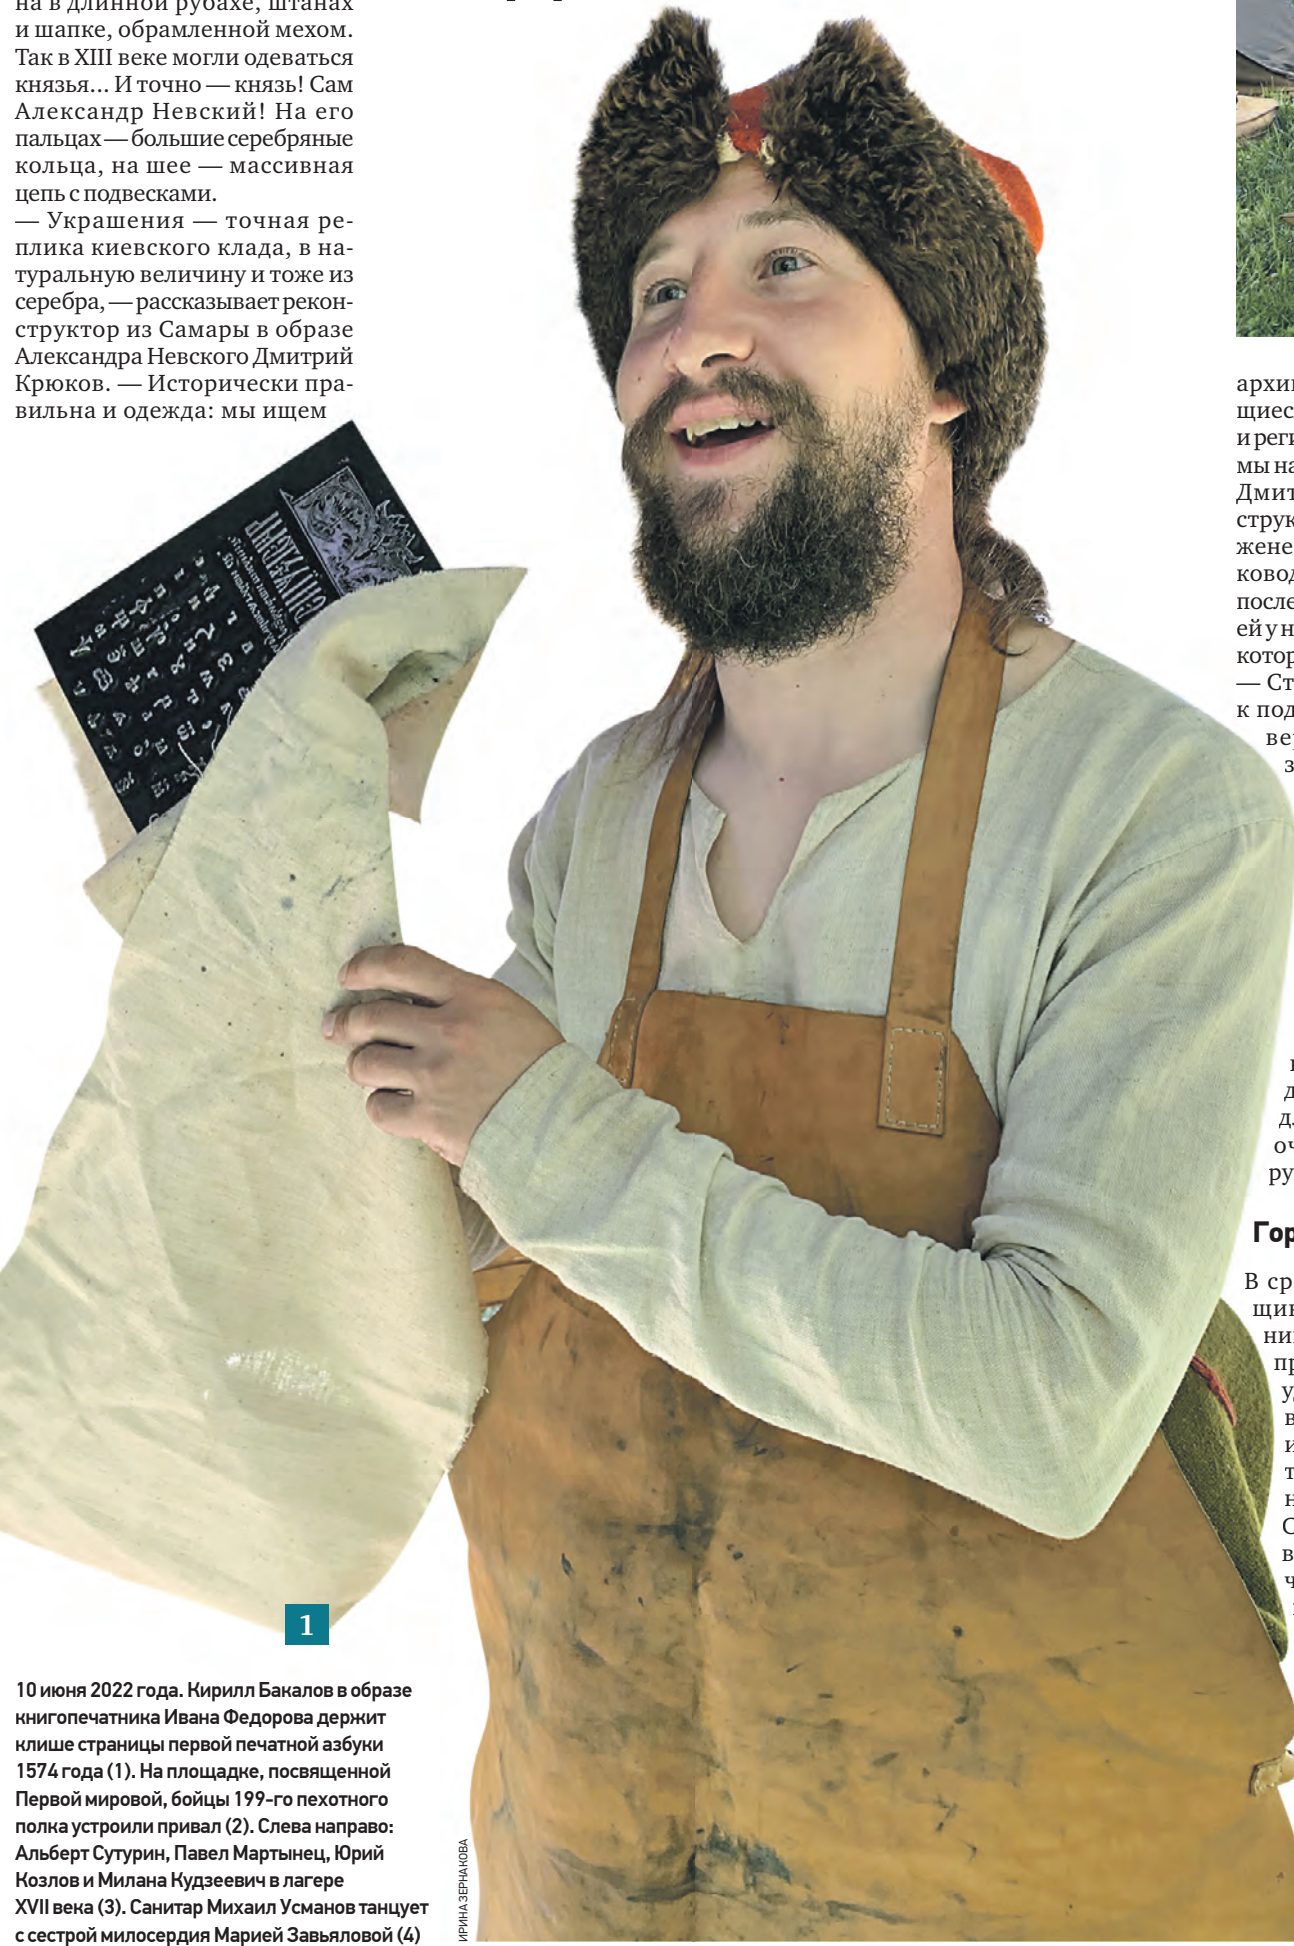 на в длинной рубахе, штанах
и шапке, обрамленной мехом.
Так в XIII веке могли одеваться
князья... И точно — князь! Сам
Александр Невский! На его
пальцах — большие серебряные
кольца, на шее — массивная
цепь с подвесками.
— Украшения — точная ре-
плика киевского клада, в на-
туральную величину и тоже из
серебра, — рассказывает рекон-
структор из Самары в образе
Александра Невского Дмитрий
Крюков. — Исторически пра-
вильна и одежда: мы ищем
1
10 июня 2022 года. Кирилл Бакалов в образе
книгопечатника Ивана Федорова держит
клише страницы первой печатной азбуки
1574 года (1). На площадке, посвященной
Первой мировой, бойцы 199-го пехотного
полка устроили привал (2). Слева направо:
Альберт Сутурин, Павел Мартынец, Юрий
Козлов и Милана Кудзеевич в лагере
XVII века (3). Санитар Михаил Усманов танцует
с сестрой милосердия Марией Завьяловой (4)
ИРИНА ЗЕРНАКОВА
архи
щиес
и реги
мы на
Дмит
струк
жене
ковод
после
ей у н
котор
— Ст
к под
ве
з
д
оч
ру
Гор
В ср
щин
ни
пр
у
в
и
т
н
С
в
ч